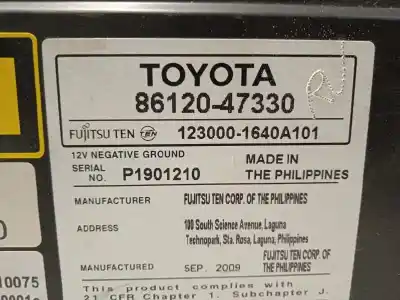 TOYOTA
86120-47330
FUJITSU TEN TEN 123000-1640A101
12V NEGATIVE GROUND
SERIAL NO. P1901210
MADE IN THE PHILIPPINES
MANUFACTURER FUJITSU TEN CORP. OF THE PHILIPPINES
ADDRESS 100 South Science Avenue, Laguna
Technopark, Sta. Rosa, Laguna, Philippines
MANUFACTURED SEP. 2009 FUJITSU TEN CORP. OF THE PHILIPPINES
This product complies with
21 CFR Chapter 1. Subchapter J.
10075